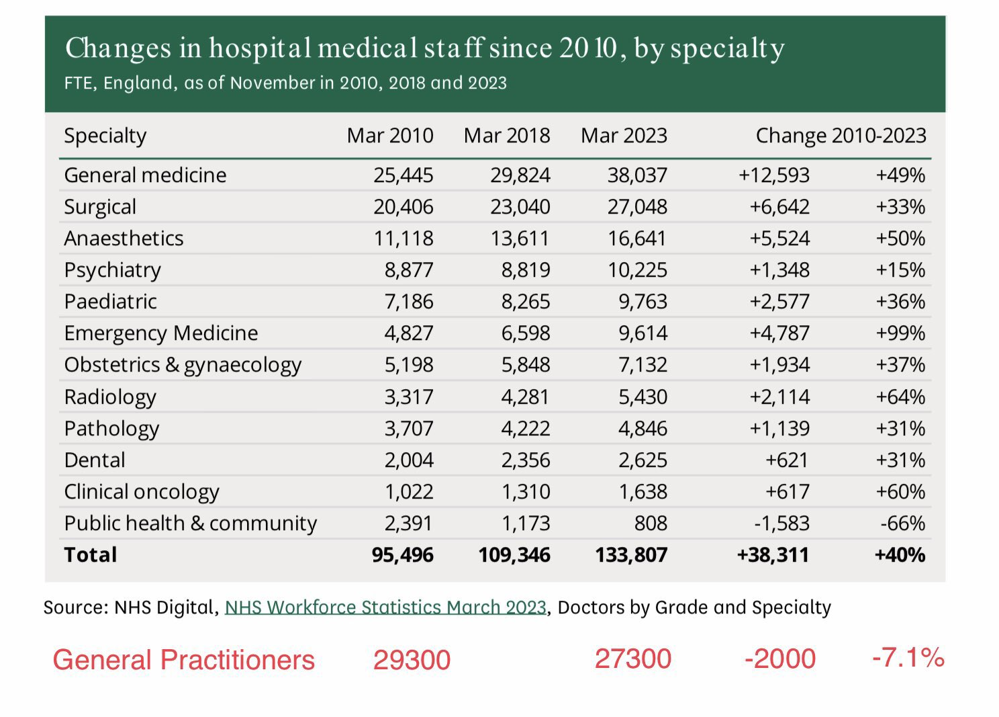 Changes in hospital medical staff since 2010, by specialty
FTE, England, as of November in 2010, 2018 and 2023
Specialty Mar 2010 Mar 2018 Mar 2023 Change 2010-2023
General medicine 25,445 29,824 38,037 +12,593 +49%
Surgical 20,406 23,040 27,048 +6,642 +33%
Anaesthetics 11,118 13,611 16,641 +5,524 +50%
Psychiatry 8,877 8,819 10,225 +1,348 +15%
Paediatric 7,186 8,265 9,763 +2,577 +36%
Emergency Medicine 4,827 6,598 9,614 +4,787 +99%
Obstetrics & gynaecology 5,198 5,848 7,132 +1,934 +37%
Radiology 3,317 4,281 5,430 +2,114 +64%
Pathology 3,707 4,222 4,846 +1,139 +31%
Dental 2,004 2,356 2,625 +621 +31%
Clinical oncology 1,022 1,310 1,638 +617 +60%
Public health & community 2,391 1,173 808 -1,583 -66%
Total 95,496 109,346 133,807 +38,311 +40%
Source: NHS Digital, NHS Workforce Statistics March 2023, Doctors by Grade and Specialty
General Practitioners 29300 27300 -2000 -7.1%